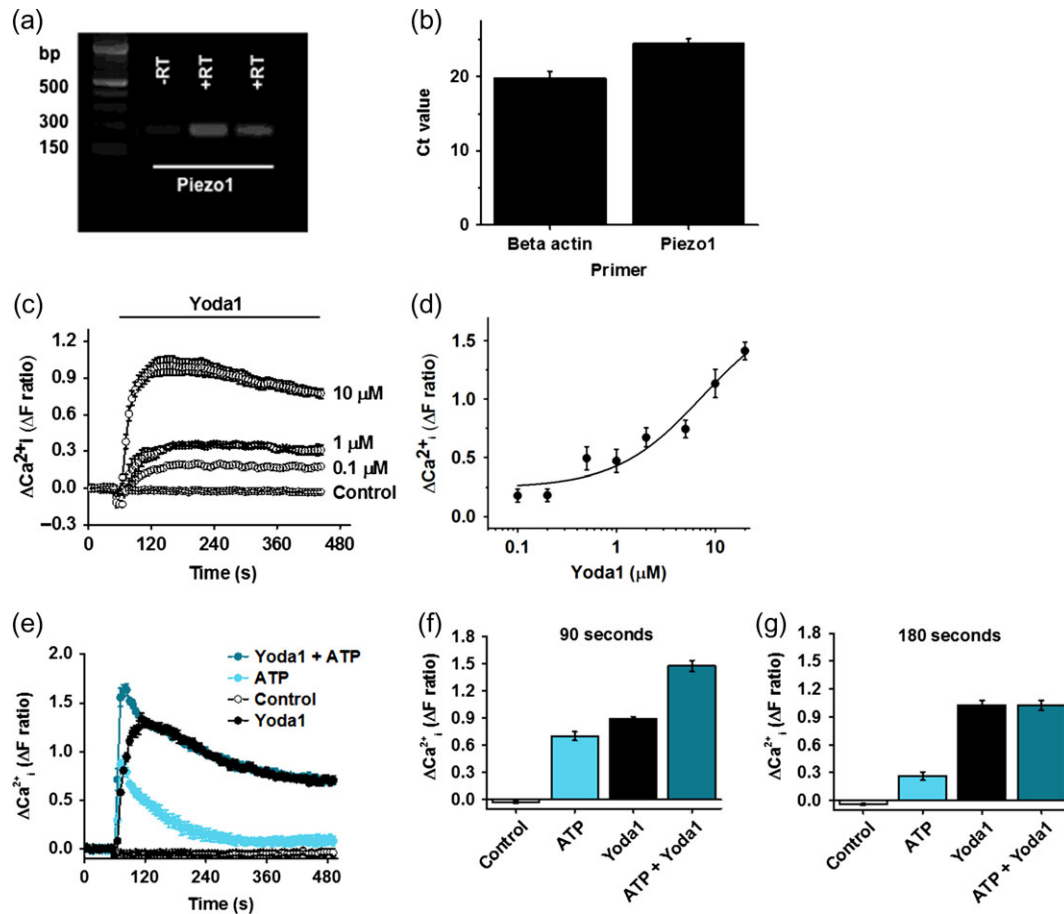 (a)
bp
500
300
150
-RT
+RT
+RT
Piezo1
(b)
Ct value
20
10
0
Beta actin
Piezo1
Primer
(c)
Yoda1
ΔCa²⁺i (ΔF ratio)
1.2
0.9
0.6
0.3
0.0
−0.3
10 μM
1 μM
0.1 μM
Control
0 120 240 360 480
Time (s)
(d)
ΔCa²⁺ᵢ (ΔF ratio)
1.5
1.0
0.5
0.0
0.1 1 10
Yoda1 (μM)
(e)
ΔCa²⁺ᵢ (ΔF ratio)
2.0
1.5
1.0
0.5
0.0
Yoda1 + ATP
ATP
Control
Yoda1
0 120 240 360 480
Time (s)
(f)
90 seconds
ΔCa²⁺ᵢ (ΔF ratio)
1.8
1.5
1.2
0.9
0.6
0.3
0.0
Control
ATP
Yoda1
ATP + Yoda1
(g)
180 seconds
ΔCa²⁺ᵢ (ΔF ratio)
1.8
1.5
1.2
0.9
0.6
0.3
0.0
Control
ATP
Yoda1
ATP + Yoda1